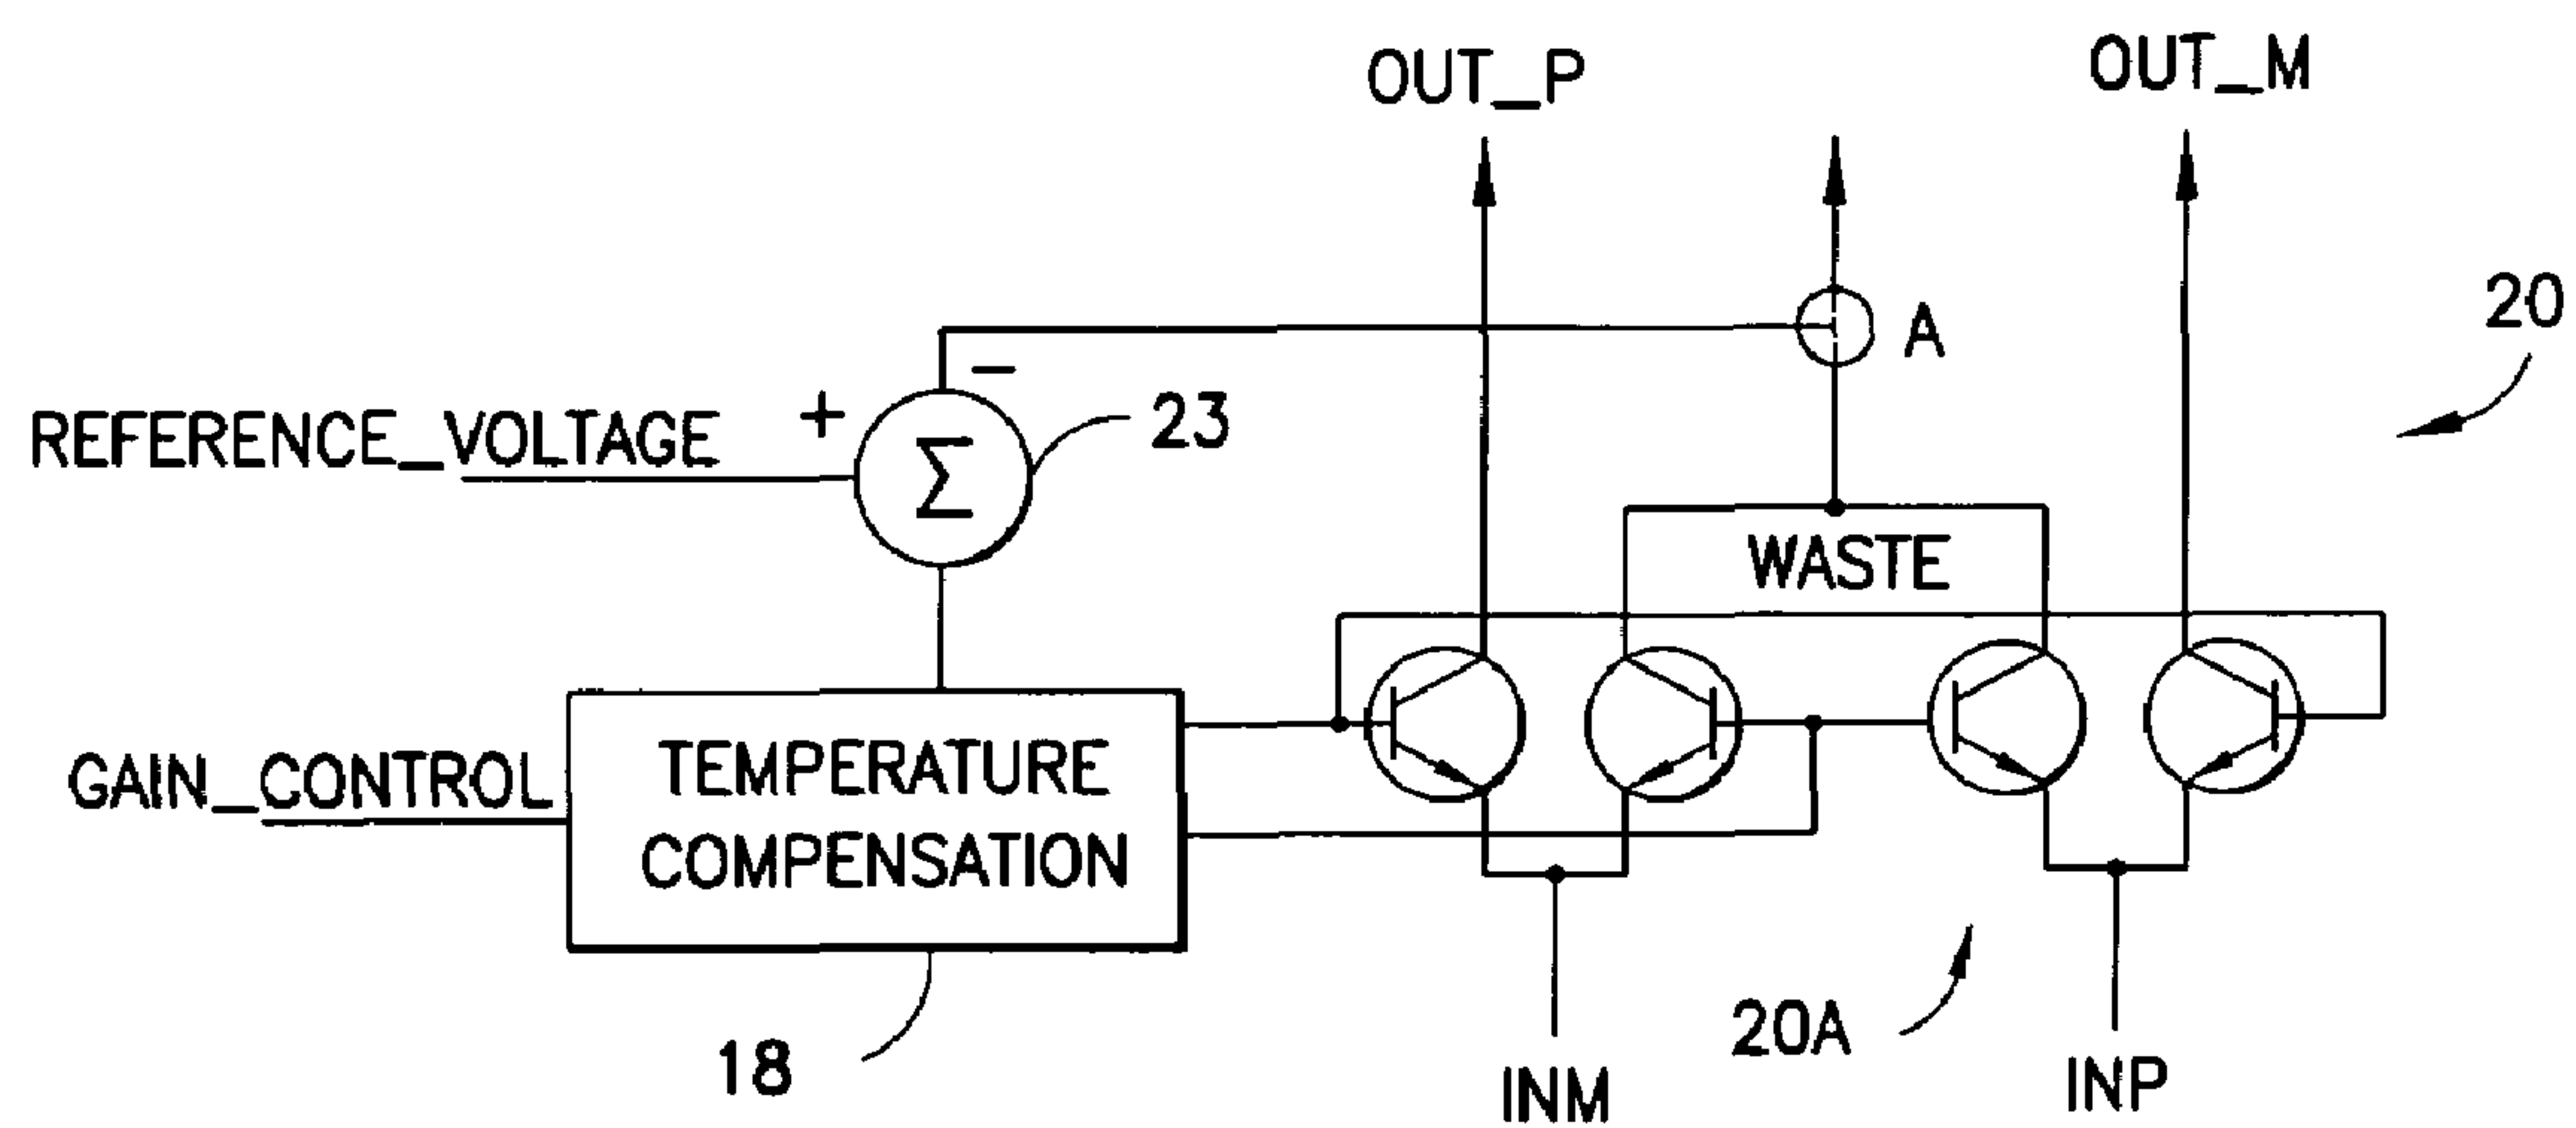 OUT_P
OUT_M
A
20
REFERENCE_VOLTAGE
+
−
Σ
23
WASTE
GAIN_CONTROL
TEMPERATURE
COMPENSATION
18
20A
INM
INP